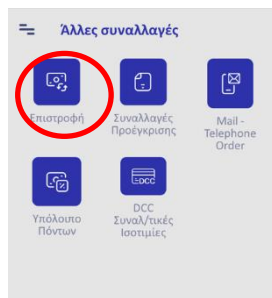 Άλλες συναλλαγές
Επιστροφή
Συναλλαγές
Προέγκρισης
Mail -
Telephone
Order
Υπόλοιπο
Πόντων
DCC
DCC
Συναλ/τικές
Ισοτιμίες